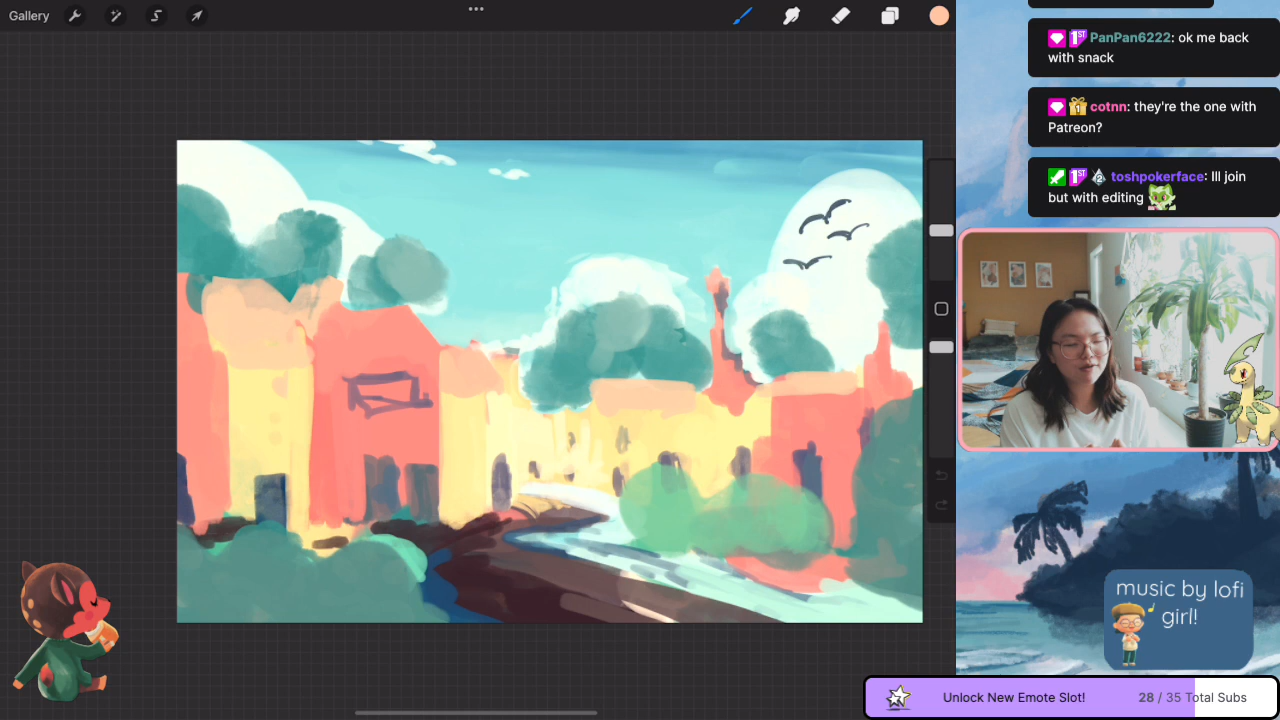 Gallery
PanPan6222: ok me back
with snack
cotnn: they're the one with
Patreon?
toshpokerface: Ill join
but with editing
music by lofi
girl!
Unlock New Emote Slot! 28 / 35 Total Subs